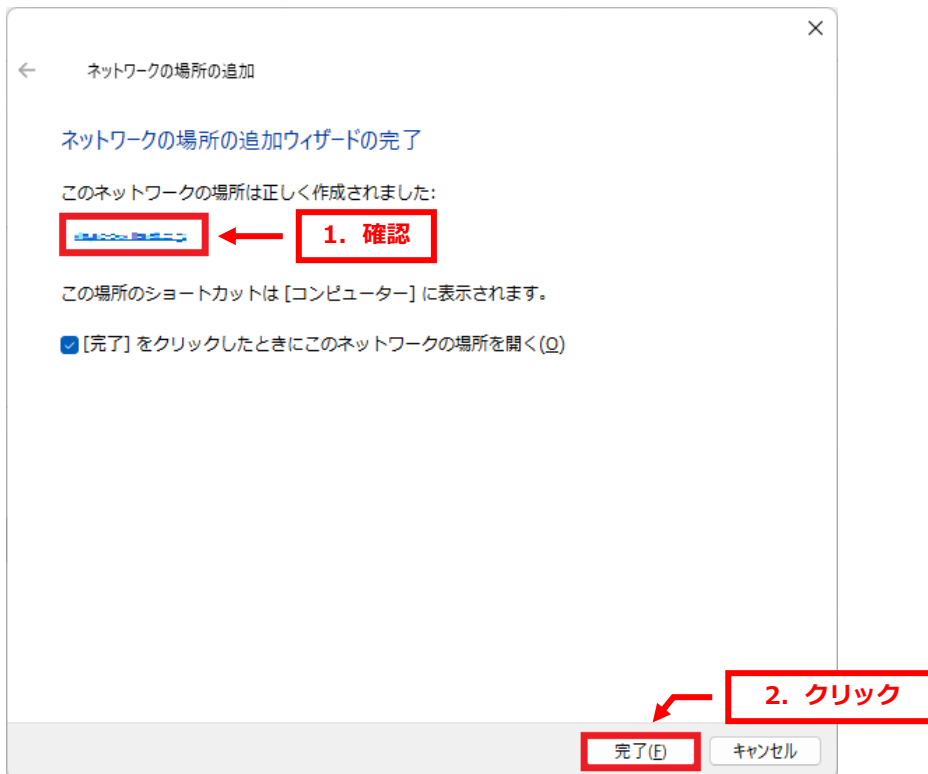 ネットワークの場所の追加
ネットワークの場所の追加ウィザードの完了
このネットワークの場所は正しく作成されました:
1. 確認
この場所のショートカットは [コンピューター] に表示されます。
[完了] をクリックしたときにこのネットワークの場所を開く(O)
2. クリック
完了(F)
キャンセル